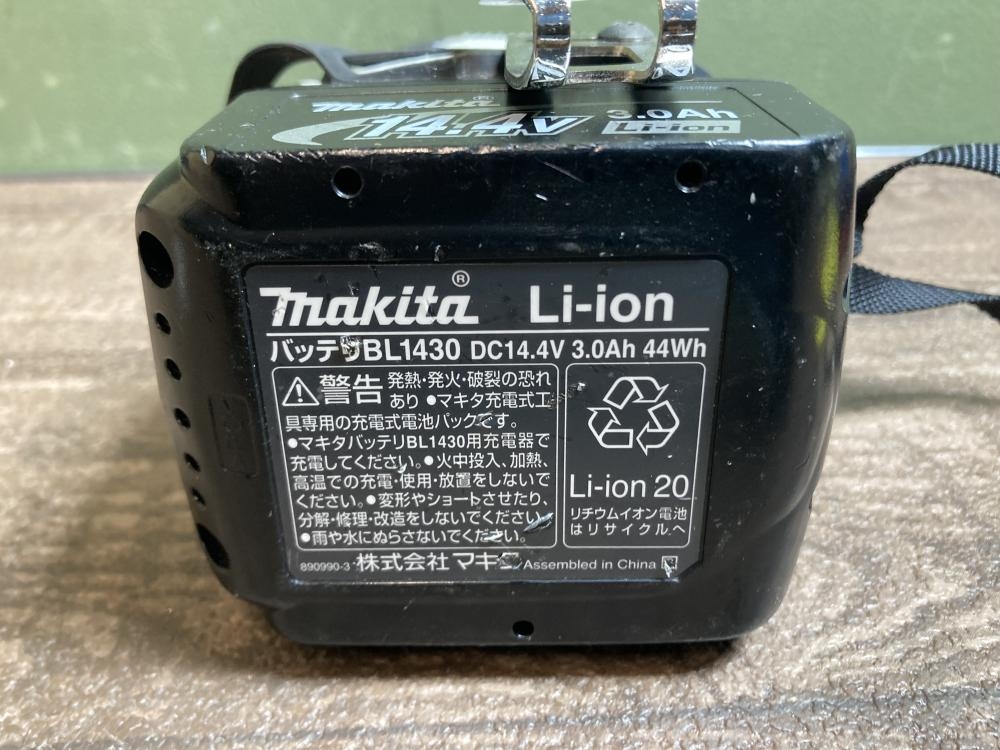 makita
14.4V
3.0Ah
Li-ion
makita® Li-ion
バッテリBL1430 DC14.4V 3.0Ah 44Wh
警告 発熱・発火・破裂の恐れ
あり ●マキタ充電式工
具専用の充電式電池パックです。
●マキタバッテリBL1430用充電器で
充電してください。●火中投入、加熱、
高温での充電・使用・放置をしないで
ください。●変形やショートさせたり、
分解・修理・改造をしないでください。
●雨や水にぬらさないでください。
Li-ion 20
リチウムイオン電池
はリサイクルへ
890990-3 株式会社 マキタ Assembled in China